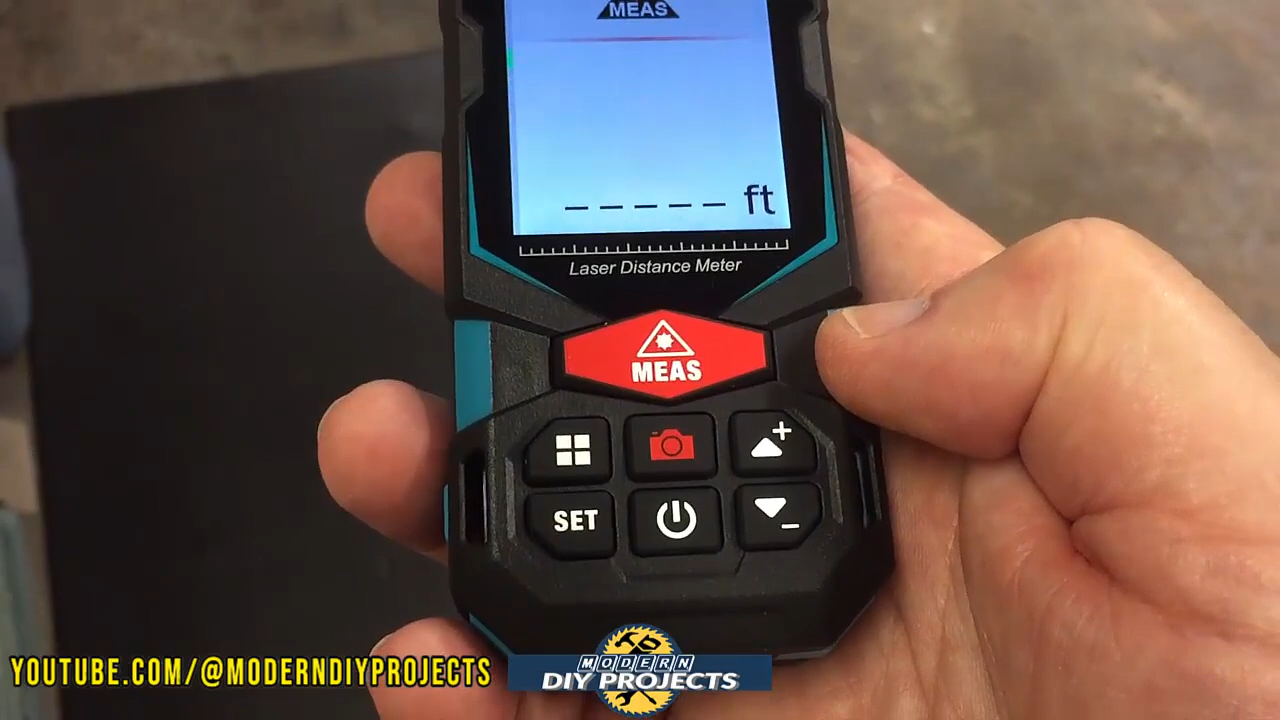 MEAS
_ _ _ _ _ ft
Laser Distance Meter
MEAS
SET
YOUTUBE.COM/@MODERNDIYPROJECTS
MODERN
DIY PROJECTS